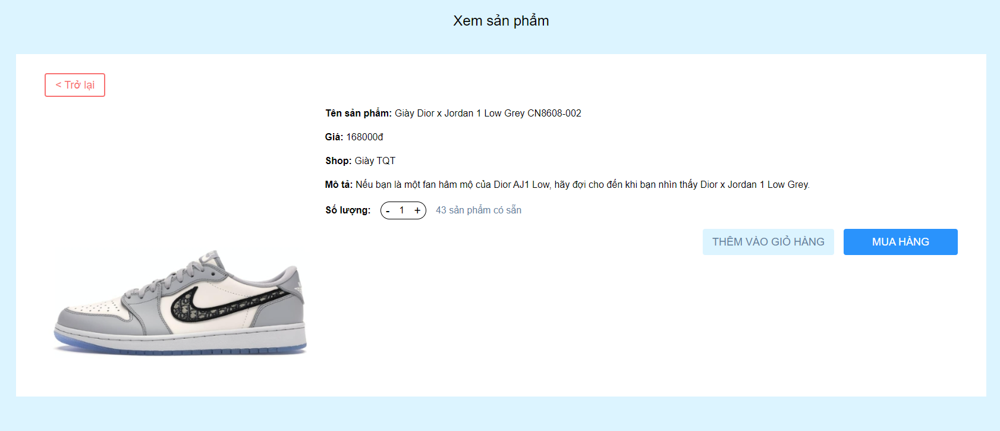 Xem sản phẩm
< Trở lại
Tên sản phẩm: Giày Dior x Jordan 1 Low Grey CN8608-002
Giá: 168000đ
Shop: Giày TQT
Mô tả: Nếu bạn là một fan hâm mộ của Dior AJ1 Low, hãy đợi cho đến khi bạn nhìn thấy Dior x Jordan 1 Low Grey.
Số lượng: - 1 + 43 sản phẩm có sẵn
THÊM VÀO GIỎ HÀNG MUA HÀNG